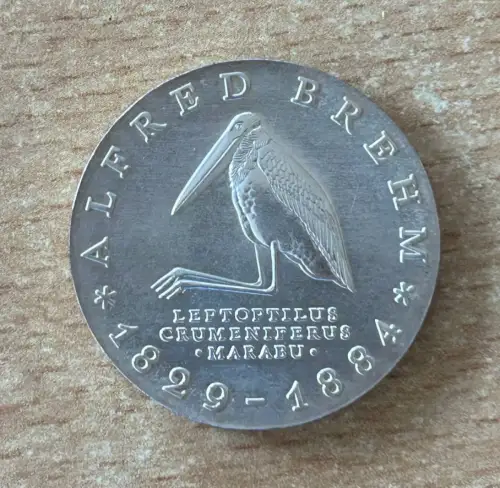 * ALFRED BREHM *
1829-1884
LEPTOPTILUS
CRUMENIFERUS
·MARABU·